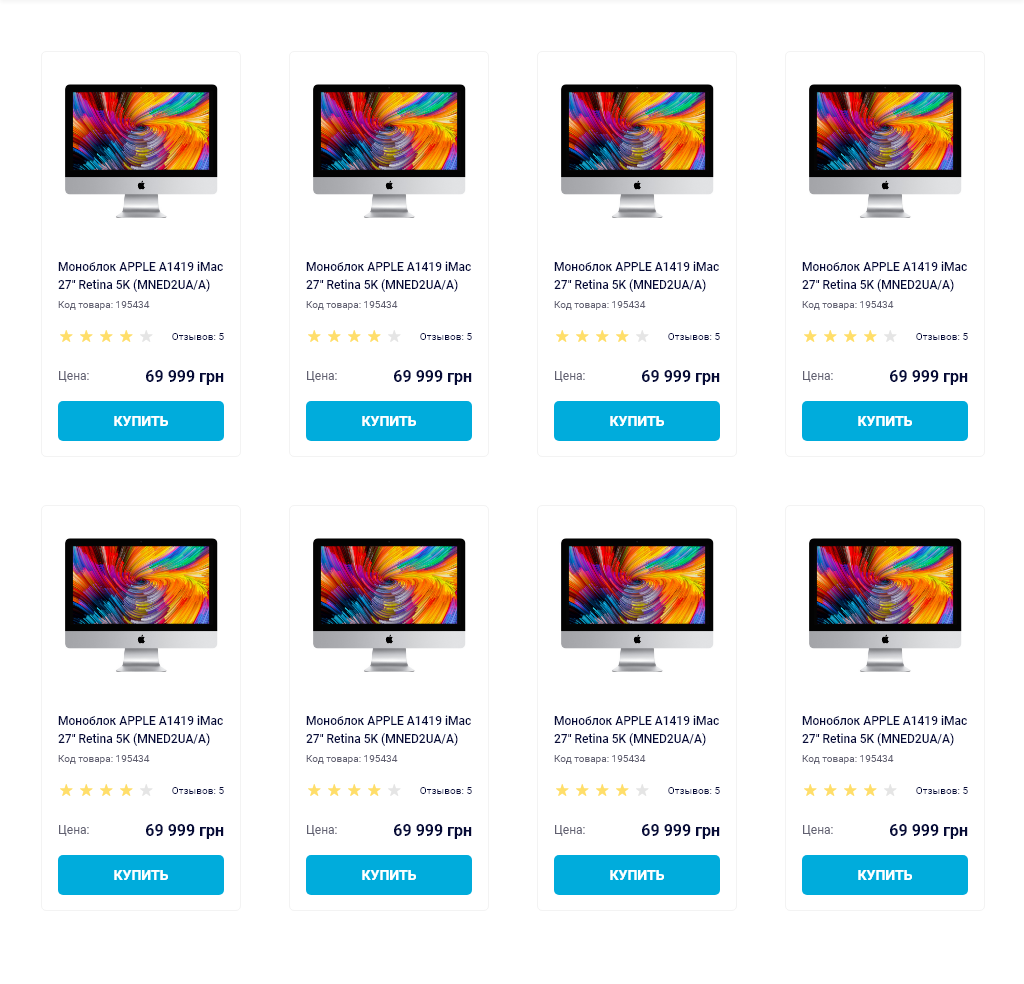 Моноблок APPLE A1419 iMac
27" Retina 5K (MNED2UA/A)
Код товара: 195434
Отзывов: 5
Цена: 69 999 грн
КУПИТЬ
Моноблок APPLE A1419 iMac
27" Retina 5K (MNED2UA/A)
Код товара: 195434
Отзывов: 5
Цена: 69 999 грн
КУПИТЬ
Моноблок APPLE A1419 iMac
27" Retina 5K (MNED2UA/A)
Код товара: 195434
Отзывов: 5
Цена: 69 999 грн
КУПИТЬ
Моноблок APPLE A1419 iMac
27" Retina 5K (MNED2UA/A)
Код товара: 195434
Отзывов: 5
Цена: 69 999 грн
КУПИТЬ
Моноблок APPLE A1419 iMac
27" Retina 5K (MNED2UA/A)
Код товара: 195434
Отзывов: 5
Цена: 69 999 грн
КУПИТЬ
Моноблок APPLE A1419 iMac
27" Retina 5K (MNED2UA/A)
Код товара: 195434
Отзывов: 5
Цена: 69 999 грн
КУПИТЬ
Моноблок APPLE A1419 iMac
27" Retina 5K (MNED2UA/A)
Код товара: 195434
Отзывов: 5
Цена: 69 999 грн
КУПИТЬ
Моноблок APPLE A1419 iMac
27" Retina 5K (MNED2UA/A)
Код товара: 195434
Отзывов: 5
Цена: 69 999 грн
КУПИТЬ